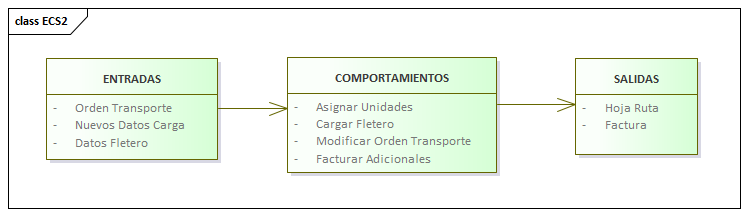 class ECS2
ENTRADAS
- Orden Transporte
- Nuevos Datos Carga
- Datos Fletero
COMPORTAMIENTOS
- Asignar Unidades
- Cargar Fletero
- Modificar Orden Transporte
- Facturar Adicionales
SALIDAS
- Hoja Ruta
- Factura